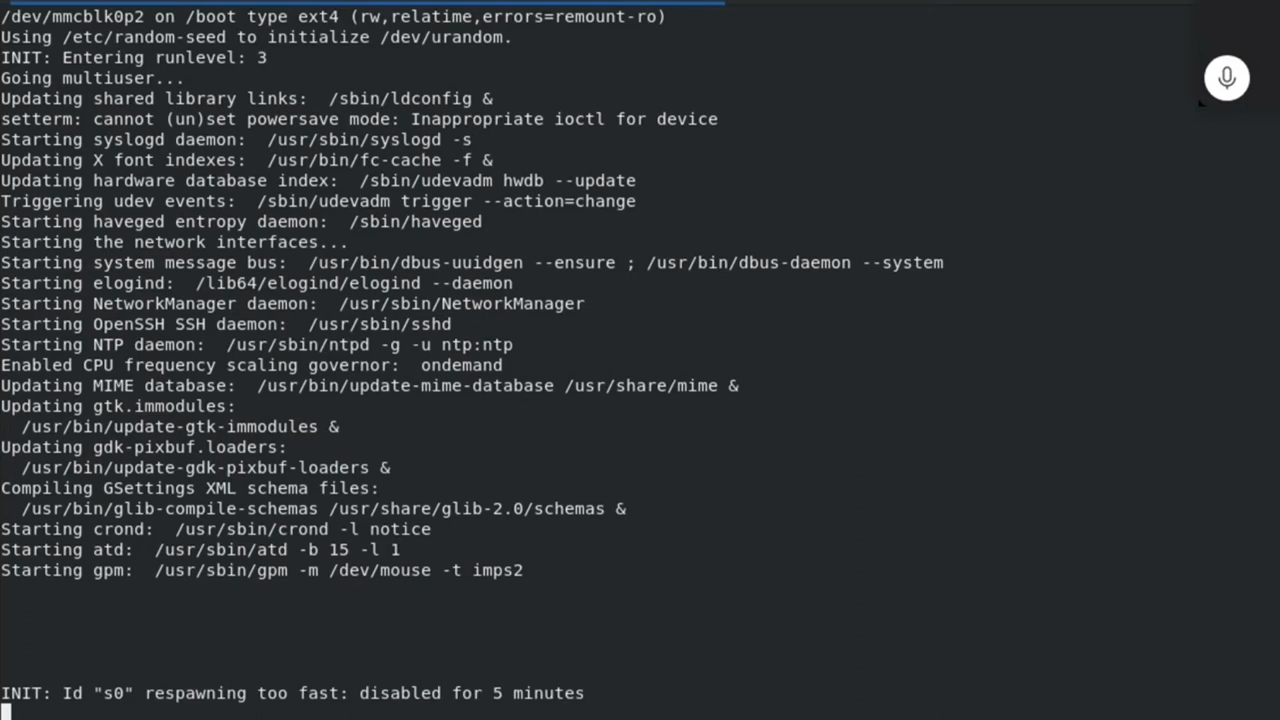 /dev/mmcblk0p2 on /boot type ext4 (rw,relatime,errors=remount-ro)
Using /etc/random-seed to initialize /dev/urandom.
INIT: Entering runlevel: 3
Going multiuser...
Updating shared library links:  /sbin/ldconfig &
setterm: cannot (un)set powersave mode: Inappropriate ioctl for device
Starting syslogd daemon:  /usr/sbin/syslogd -s
Updating X font indexes:  /usr/bin/fc-cache -f &
Updating hardware database index:  /sbin/udevadm hwdb --update
Triggering udev events:  /sbin/udevadm trigger --action=change
Starting haveged entropy daemon:  /sbin/haveged
Starting the network interfaces...
Starting system message bus:  /usr/bin/dbus-uuidgen --ensure ; /usr/bin/dbus-daemon --system
Starting elogind:  /lib64/elogind/elogind --daemon
Starting NetworkManager daemon:  /usr/sbin/NetworkManager
Starting OpenSSH SSH daemon:  /usr/sbin/sshd
Starting NTP daemon:  /usr/sbin/ntpd -g -u ntp:ntp
Enabled CPU frequency scaling governor:  ondemand
Updating MIME database:  /usr/bin/update-mime-database /usr/share/mime &
Updating gtk.immodules:
  /usr/bin/update-gtk-immodules &
Updating gdk-pixbuf.loaders:
  /usr/bin/update-gdk-pixbuf-loaders &
Compiling GSettings XML schema files:
  /usr/bin/glib-compile-schemas /usr/share/glib-2.0/schemas &
Starting crond:  /usr/sbin/crond -l notice
Starting atd:  /usr/sbin/atd -b 15 -l 1
Starting gpm:  /usr/sbin/gpm -m /dev/mouse -t imps2
INIT: Id "s0" respawning too fast: disabled for 5 minutes